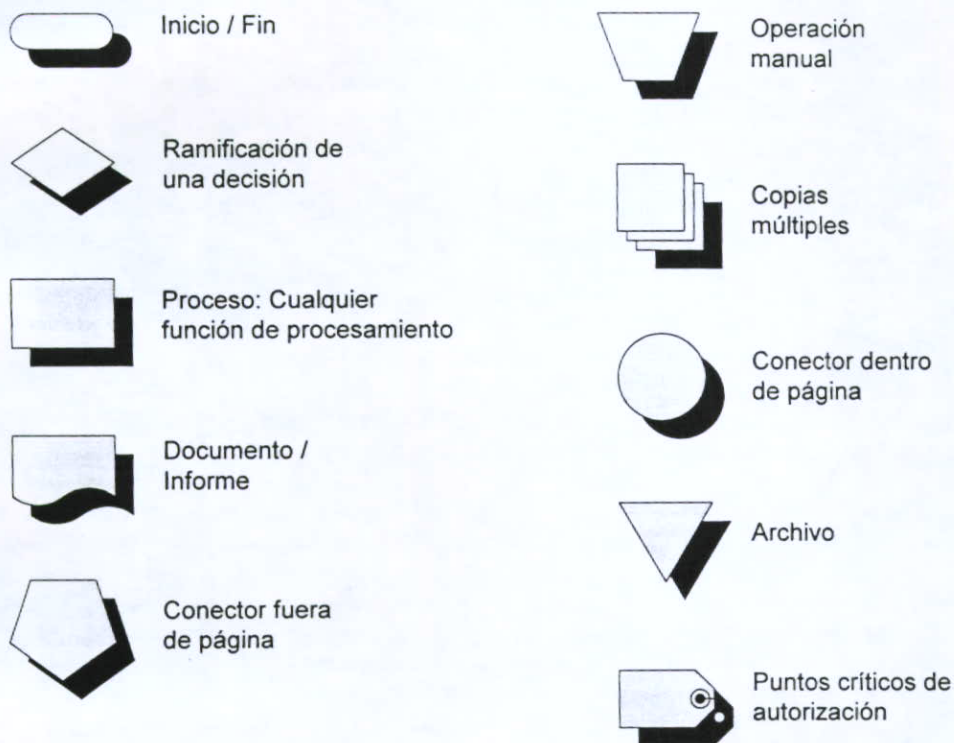 Inicio / Fin
Ramificación de
una decisión
Proceso: Cualquier
función de procesamiento
Documento /
Informe
Conector fuera
de página
Operación
manual
Copias
múltiples
Conector dentro
de página
Archivo
Puntos críticos de
autorización